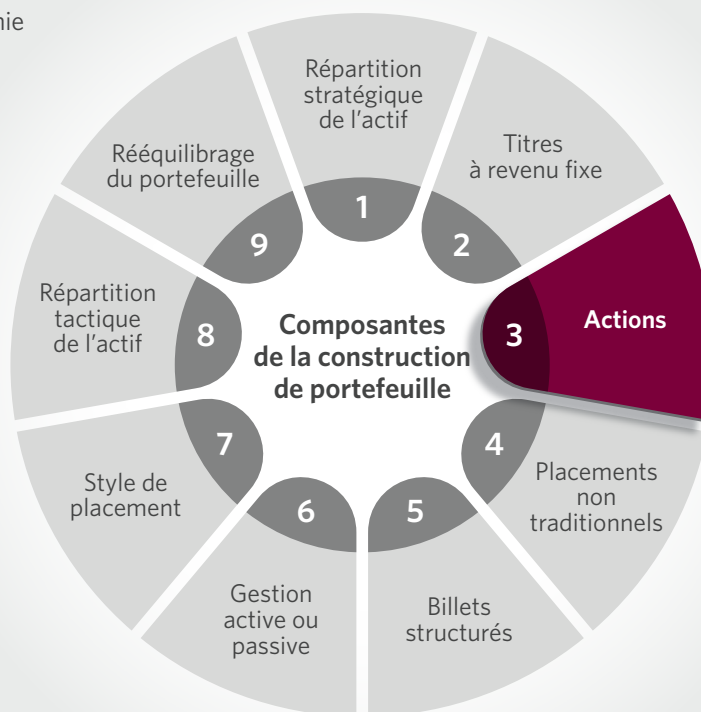 nie
Répartition
stratégique
de l'actif
1
Titres
à revenu fixe
2
Actions
3
Placements
non
traditionnels
4
Billets
structurés
5
Gestion
active ou
passive
6
Style de
placement
7
Répartition
tactique
de l'actif
8
Rééquilibrage
du portefeuille
9
Composantes
de la construction
de portefeuille